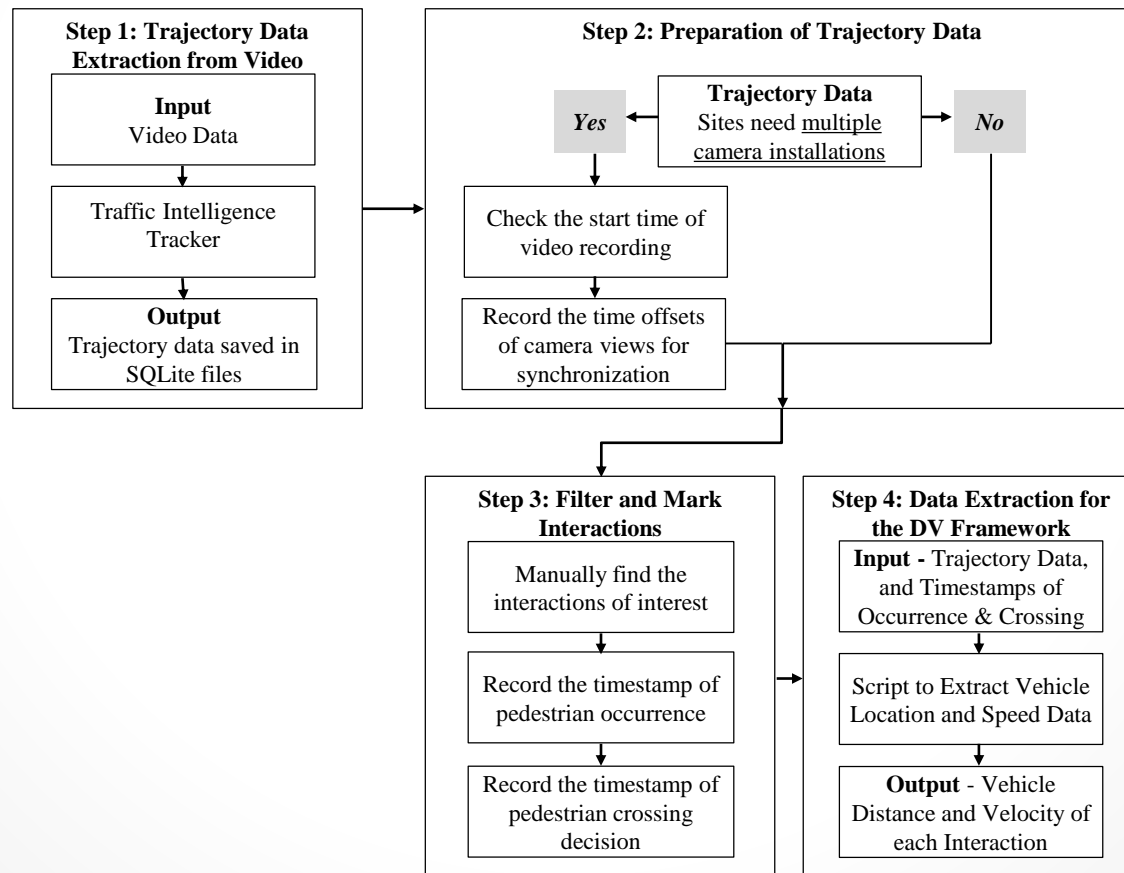 Step 1: Trajectory Data
Extraction from Video
Input
Video Data
Traffic Intelligence
Tracker
Output
Trajectory data saved in
SQLite files
Step 2: Preparation of Trajectory Data
Yes
Trajectory Data
Sites need multiple
camera installations
No
Check the start time of
video recording
Record the time offsets
of camera views for
synchronization
Step 3: Filter and Mark
Interactions
Manually find the
interactions of interest
Record the timestamp of
pedestrian occurrence
Record the timestamp of
pedestrian crossing
decision
Step 4: Data Extraction for
the DV Framework
Input - Trajectory Data,
and Timestamps of
Occurrence & Crossing
Script to Extract Vehicle
Location and Speed Data
Output - Vehicle
Distance and Velocity of
each Interaction